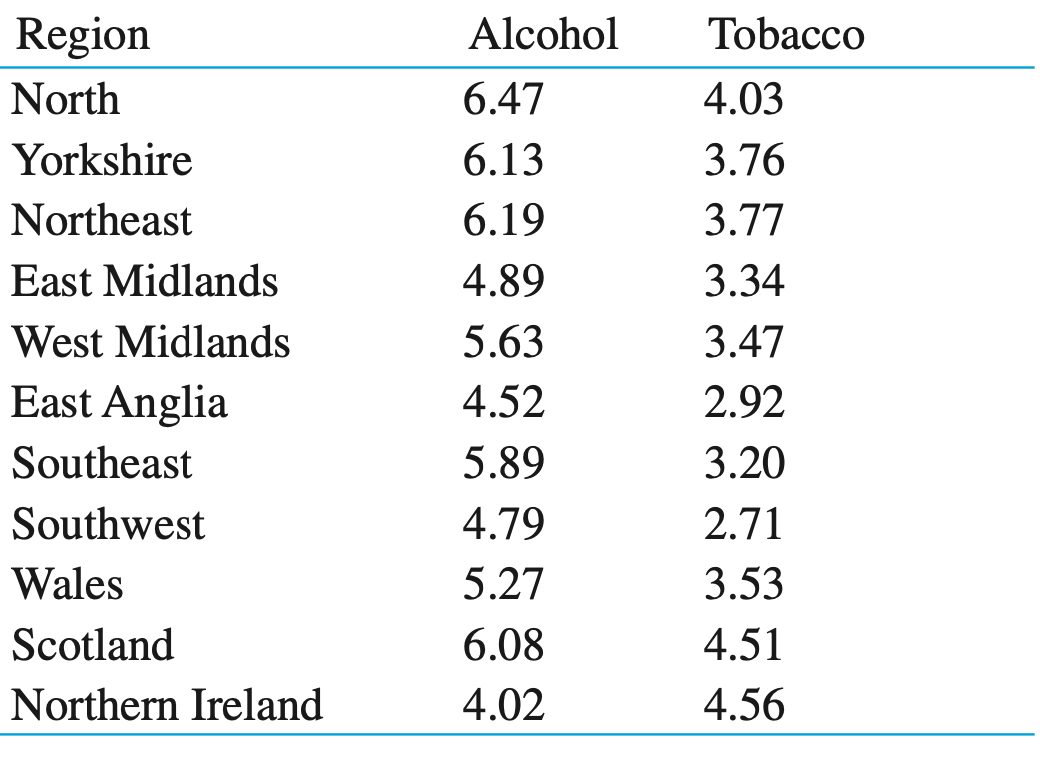 Region Alcohol Tobacco
North 6.47 4.03
Yorkshire 6.13 3.76
Northeast 6.19 3.77
East Midlands 4.89 3.34
West Midlands 5.63 3.47
East Anglia 4.52 2.92
Southeast 5.89 3.20
Southwest 4.79 2.71
Wales 5.27 3.53
Scotland 6.08 4.51
Northern Ireland 4.02 4.56